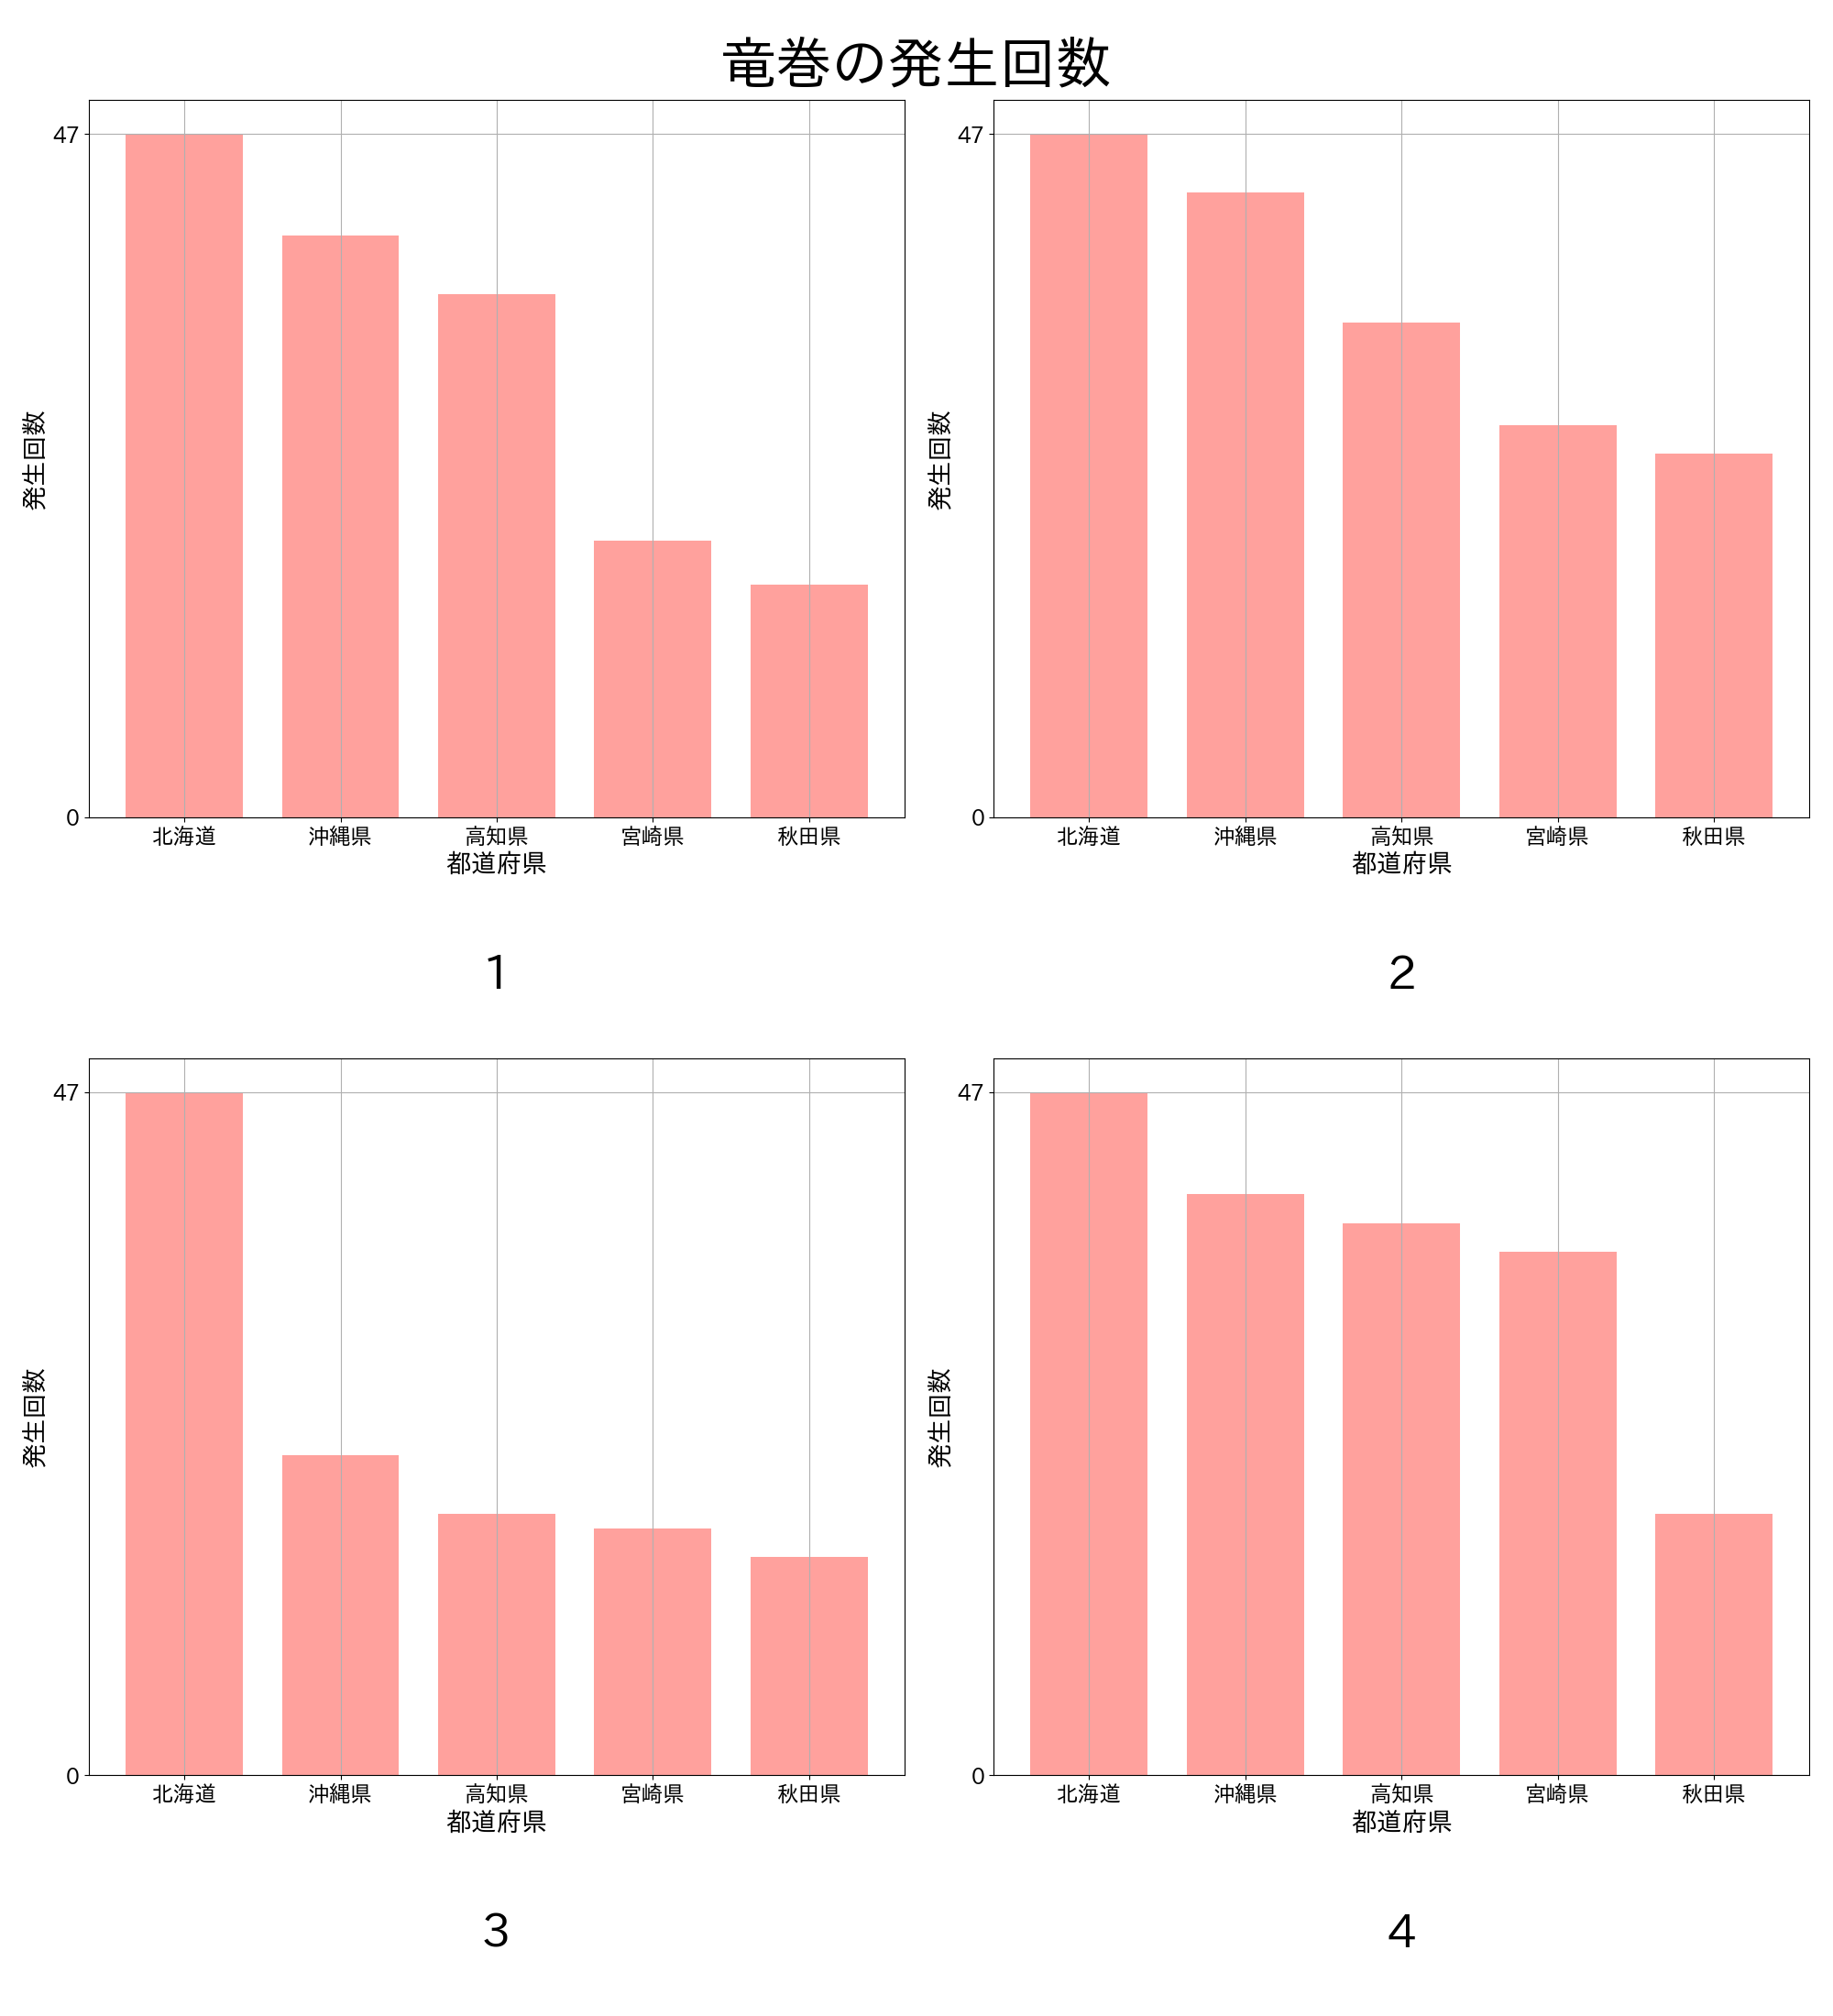 竜巻の発生回数
47
0
発生回数
北海道 沖縄県 高知県 宮崎県 秋田県
都道府県
1
47
0
発生回数
北海道 沖縄県 高知県 宮崎県 秋田県
都道府県
2
47
0
発生回数
北海道 沖縄県 高知県 宮崎県 秋田県
都道府県
3
47
0
発生回数
北海道 沖縄県 高知県 宮崎県 秋田県
都道府県
4